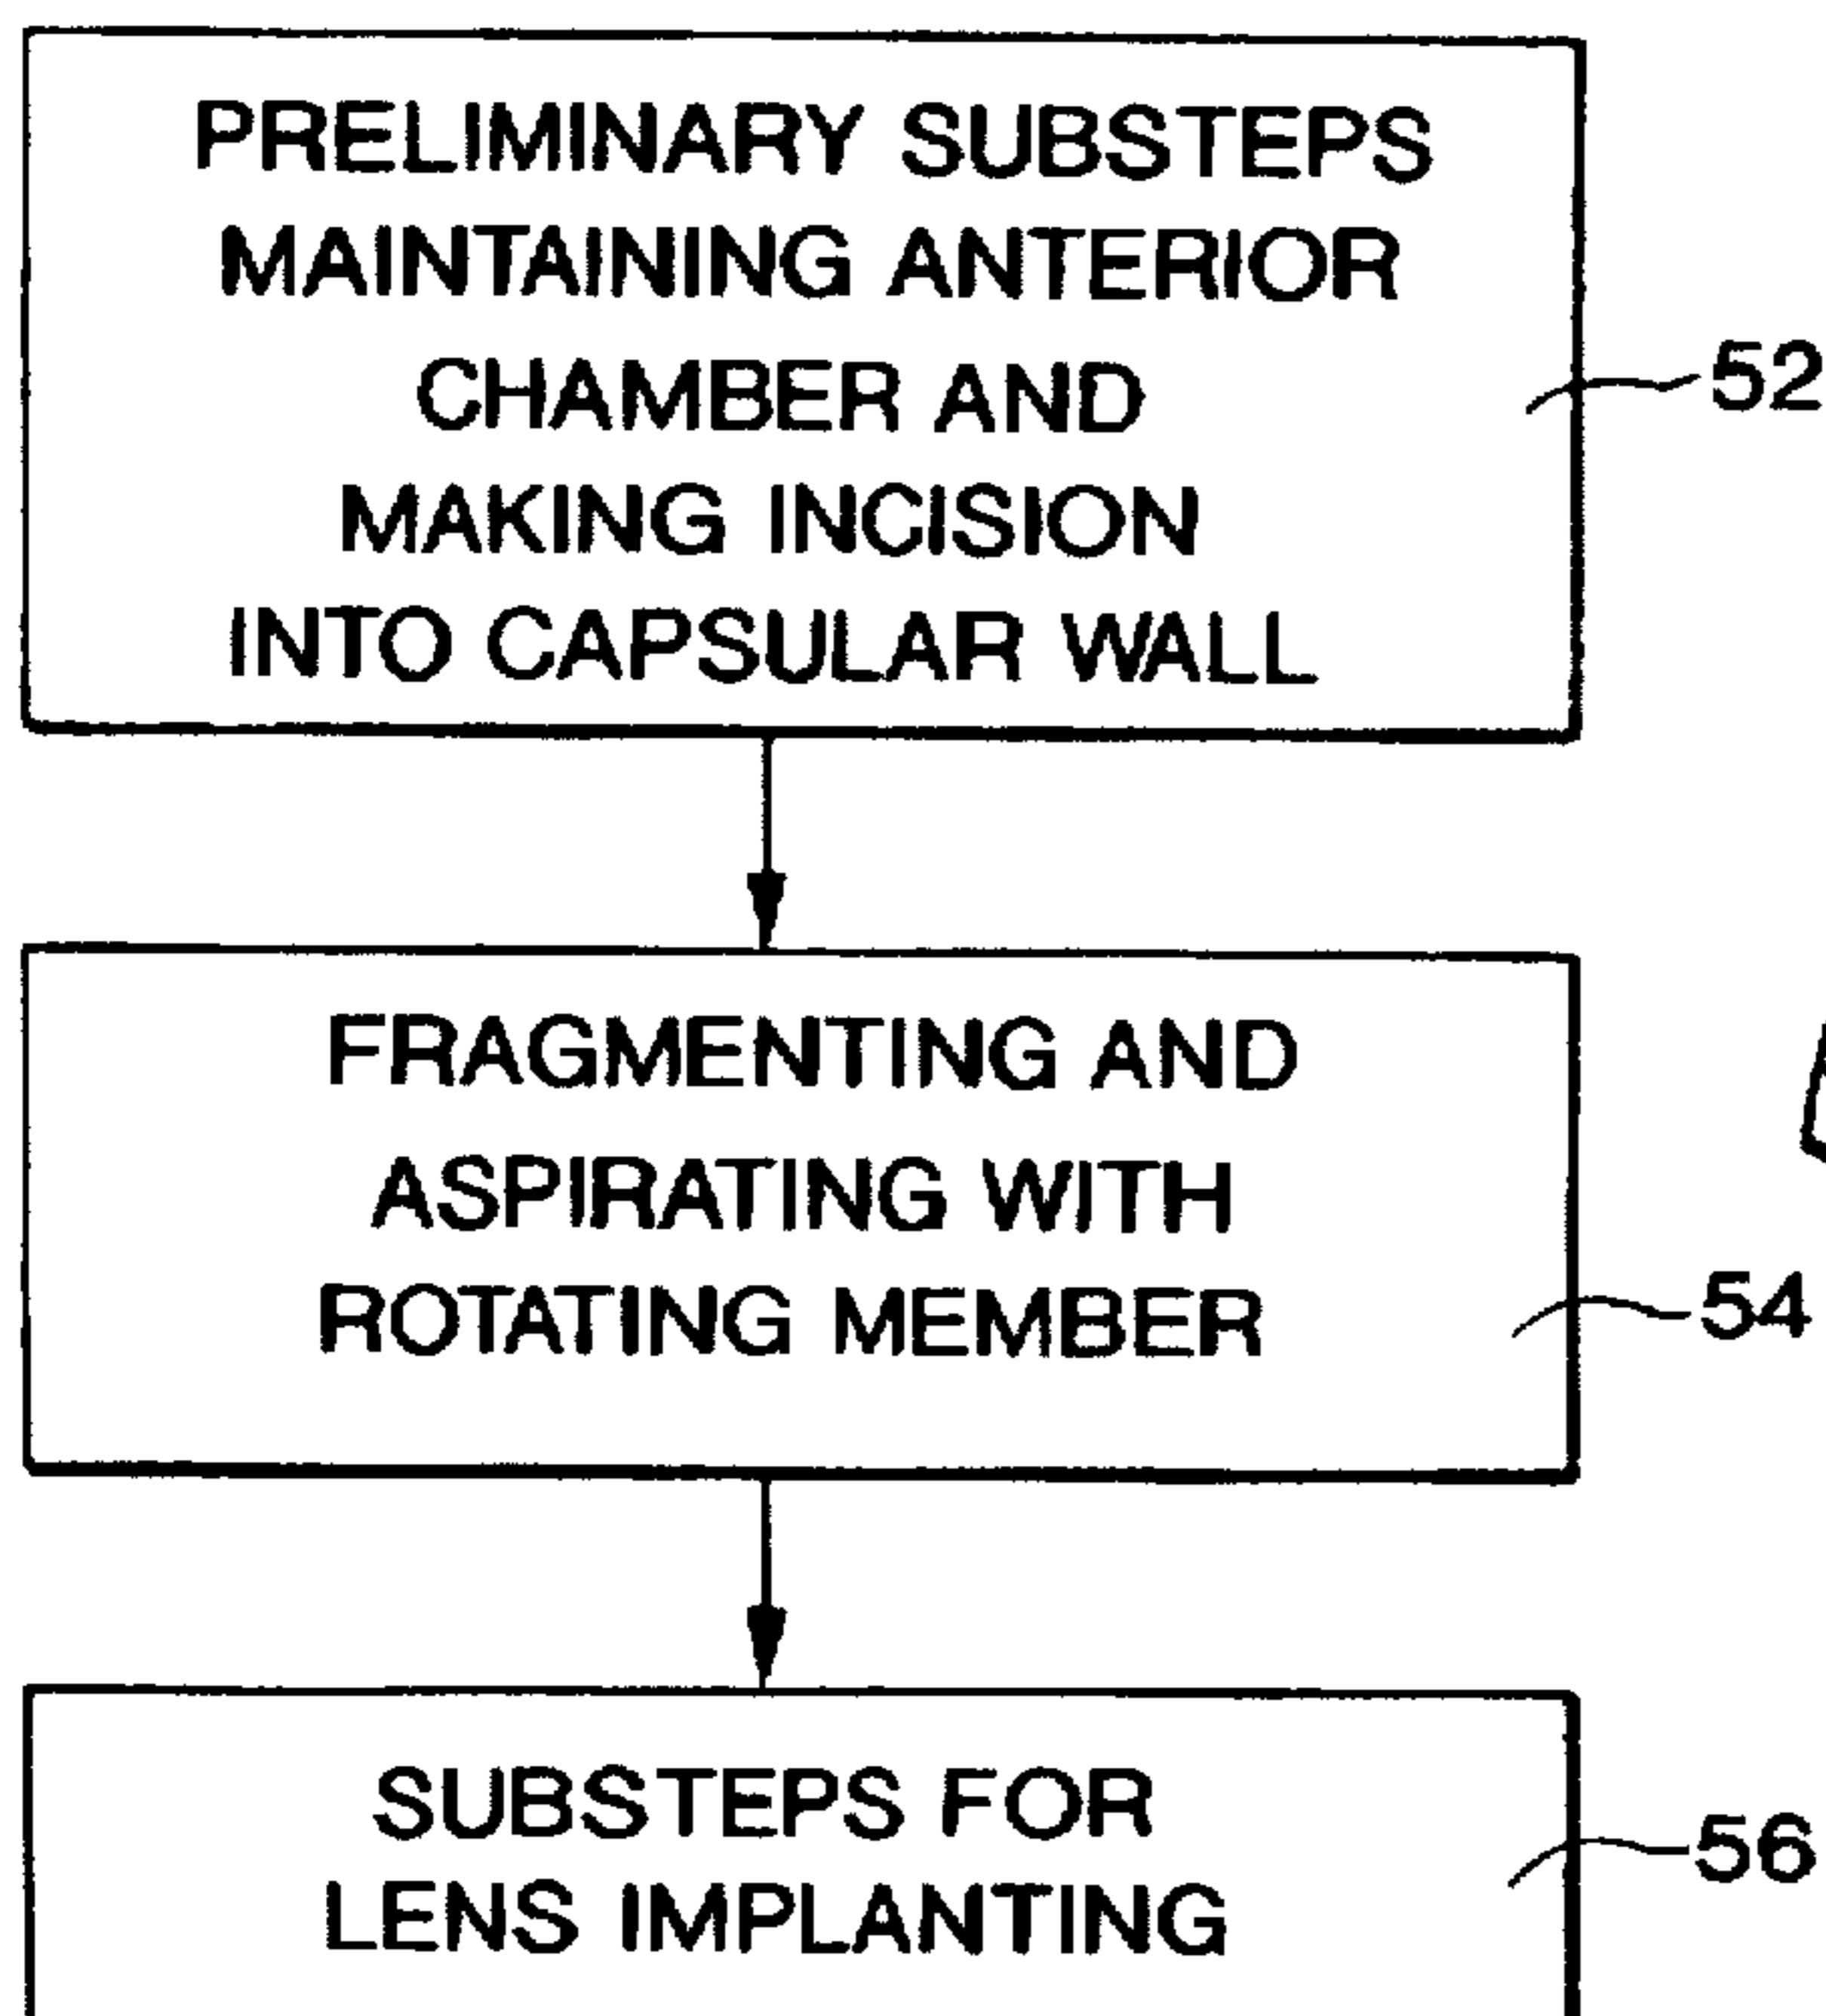 PRELIMINARY SUBSTEPS
MAINTAINING ANTERIOR
CHAMBER AND
MAKING INCISION
INTO CAPSULAR WALL
52
FRAGMENTING AND
ASPIRATING WITH
ROTATING MEMBER
54
SUBSTEPS FOR
LENS IMPLANTING
56